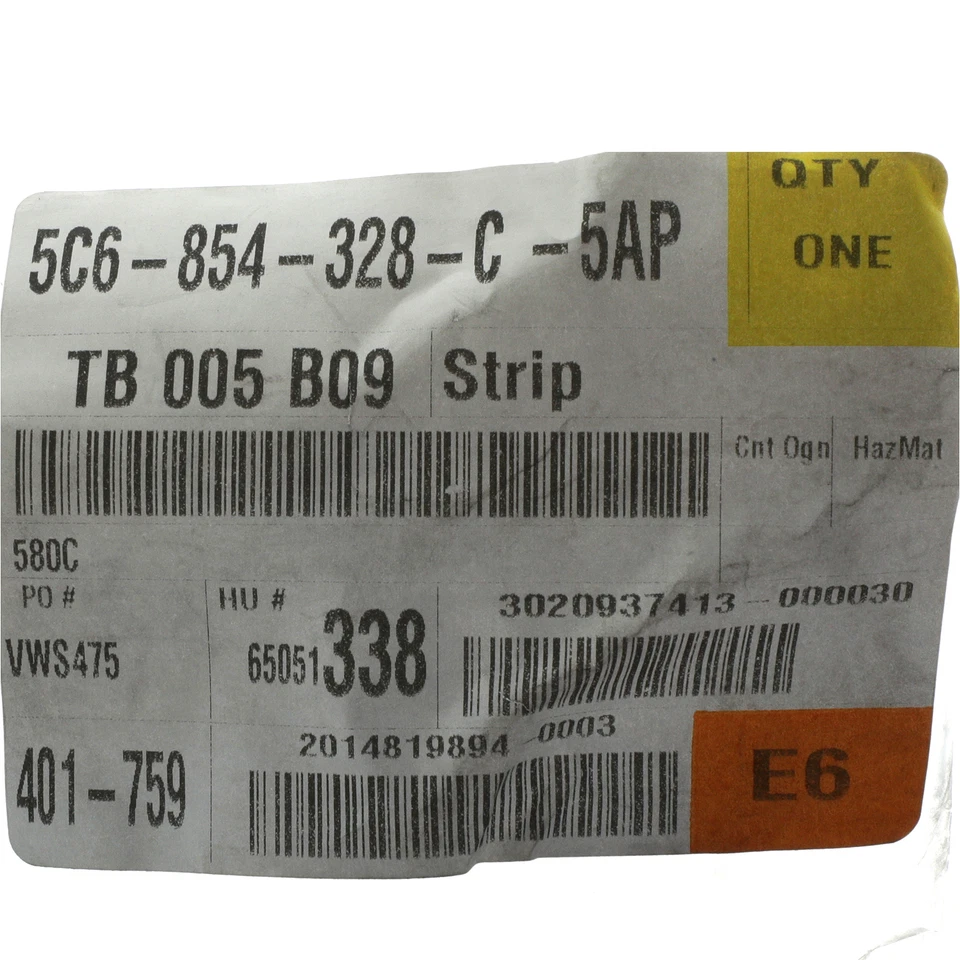 QTY
ONE
5C6-854-328-C -5AP
TB 005 B09
Strip
Cnt Ogn
HazMat
580C
PO #
HU #
3020937413-000030
VWS475
65051338
2014819894 0003
401-759
E6